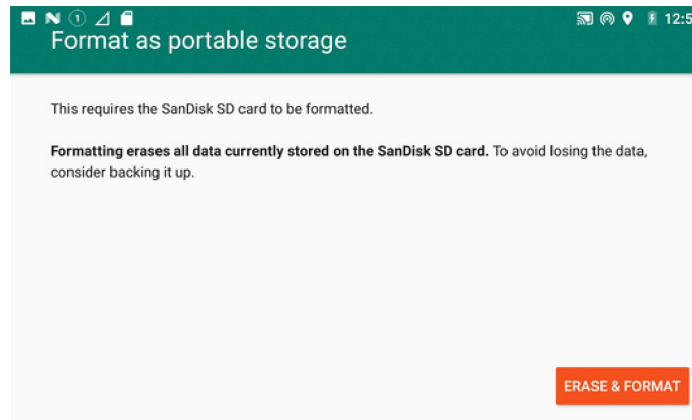 1
12:5
Format as portable storage
This requires the SanDisk SD card to be formatted.
Formatting erases all data currently stored on the SanDisk SD card. To avoid losing the data,
consider backing it up.
ERASE & FORMAT